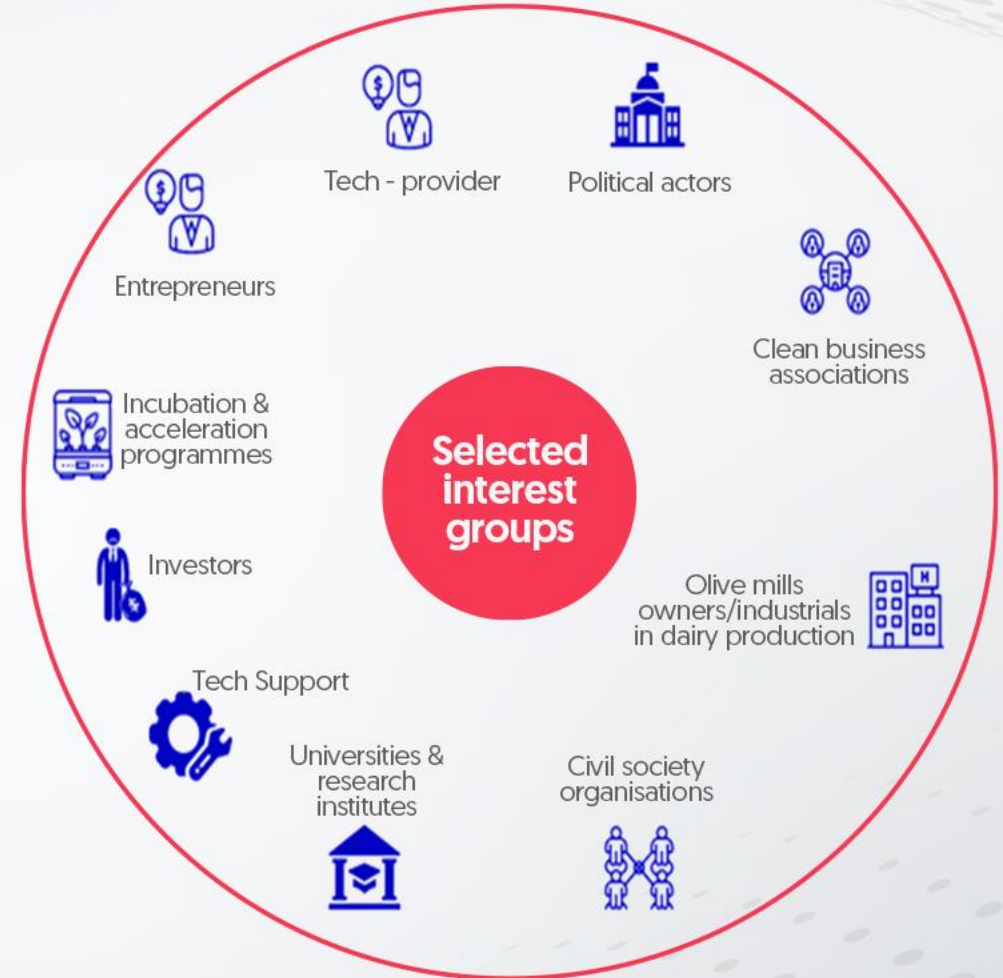 Tech - provider
Political actors
Entrepreneurs
Clean business
associations
Incubation &
acceleration
programmes
Selected
interest
groups
Investors
Olive mills
owners/industrials
in dairy production
Tech Support
Universities &
research
institutes
Civil society
organisations